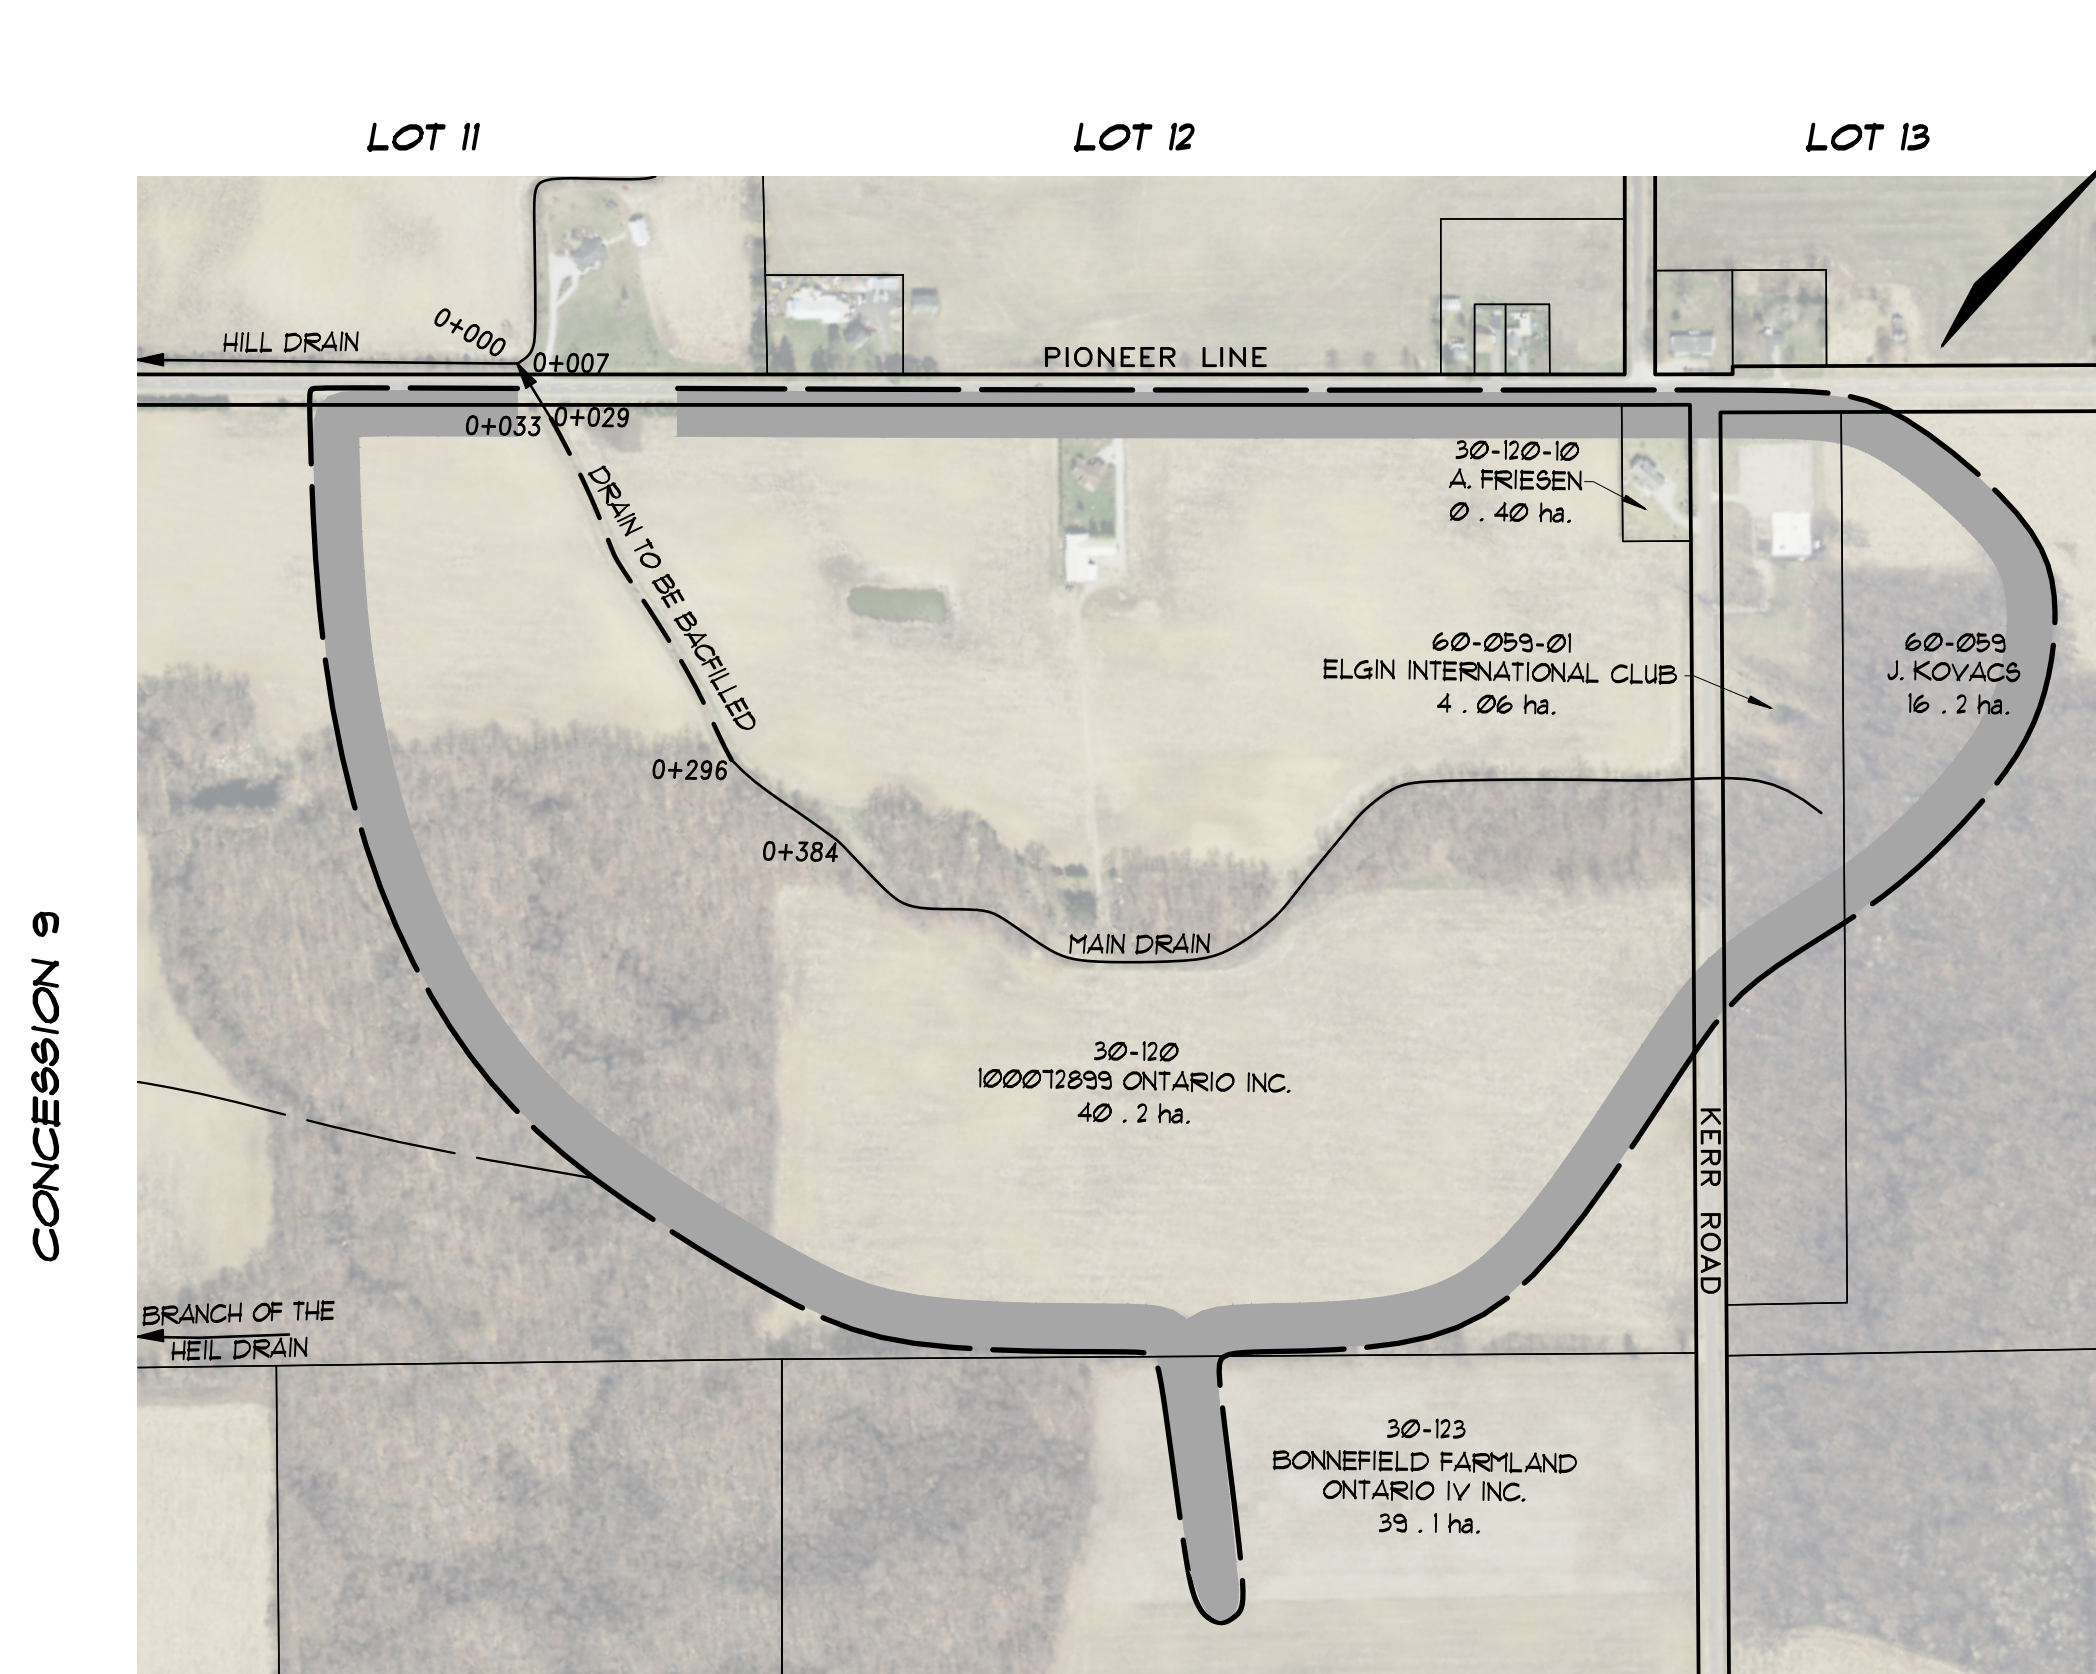 LOT 11
LOT 12
LOT 13
HILL DRAIN
0+000
0+007
PIONEER LINE
0+033
0+029
DRAIN TO BE BACFILLED
30-120-10
A. FRIESEN
0 . 40 ha.
60-059-01
ELGIN INTERNATIONAL CLUB
4 . 06 ha.
60-059
J. KOVACS
16 . 2 ha.
0+296
0+384
MAIN DRAIN
CONCESSION 9
30-120
100072899 ONTARIO INC.
40 . 2 ha.
KERR ROAD
BRANCH OF THE
HEIL DRAIN
30-123
BONNEFIELD FARMLAND
ONTARIO IV INC.
39 . 1 ha.